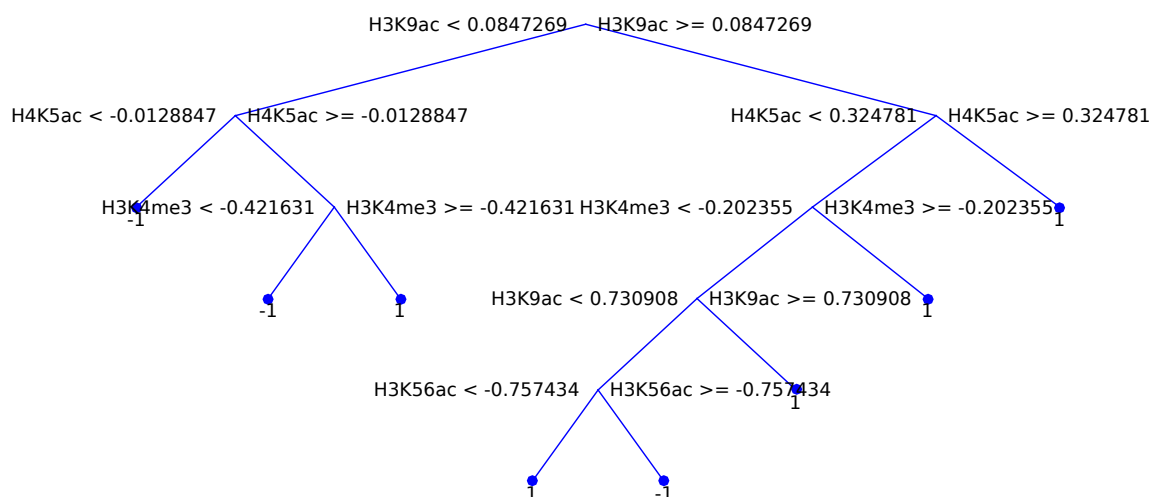 H3K9ac < 0.0847269 H3K9ac >= 0.0847269
H4K5ac < -0.0128847 H4K5ac >= -0.0128847 H4K5ac < 0.324781 H4K5ac >= 0.324781
H3K4me3 < -0.421631 H3K4me3 >= -0.421631 H3K4me3 < -0.202355 H3K4me3 >= -0.202355
-1 1
H3K9ac < 0.730908 H3K9ac >= 0.730908
-1 1 1
H3K56ac < -0.757434 H3K56ac >= -0.757434
1
1 -1